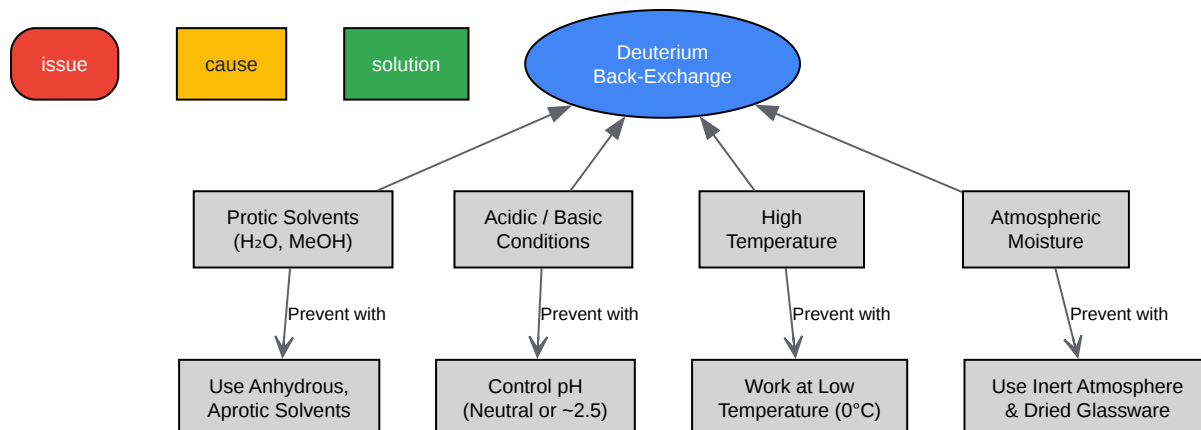 issue
cause
solution
Deuterium
Back-Exchange
Protic Solvents
(H₂O, MeOH)
Acidic / Basic
Conditions
High
Temperature
Atmospheric
Moisture
Prevent with
Prevent with
Prevent with
Prevent with
Use Anhydrous,
Aprotic Solvents
Control pH
(Neutral or ~2.5)
Work at Low
Temperature (0°C)
Use Inert Atmosphere
& Dried Glassware